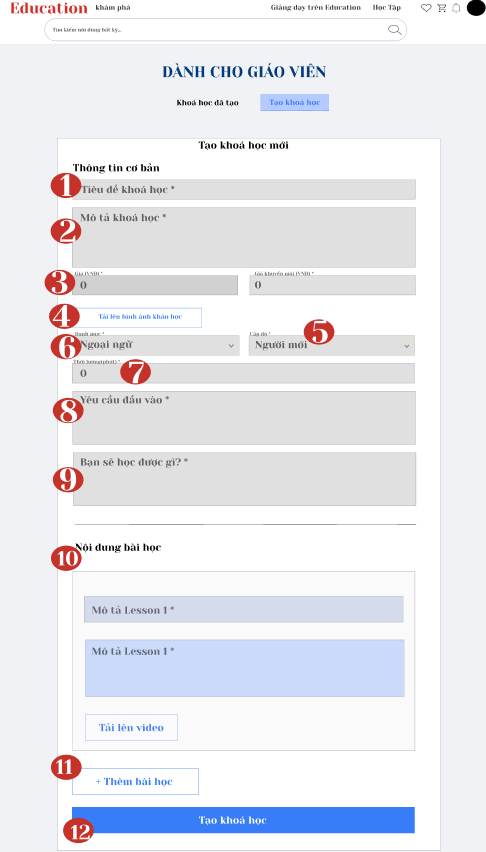 Education khám phá Giảng dạy trên Education Học Tập
Tìm kiếm nội dung bất kỳ...
DÀNH CHO GIÁO VIÊN
Khoá học đã tạo Tạo khoá học
Tạo khoá học mới
Thông tin cơ bản
1 Tiêu đề khoá học *
2 Mô tả khoá học *
Giá (VNĐ) * Giá khuyến mãi (VNĐ) *
3 0 0
4 Tải lên hình ảnh kháo học
Danh mục * Cấp độ * 5
6 Ngoại ngữ Người mới
Thời lượng(phút) * 7
0
8 Yêu cầu đầu vào *
9 Bạn sẽ học được gì? *
10 Nội dung bài học
Mô tả Lesson 1 *
Mô tả Lesson 1 *
Tải lên video
11 + Thêm bài học
12 Tạo khoá học